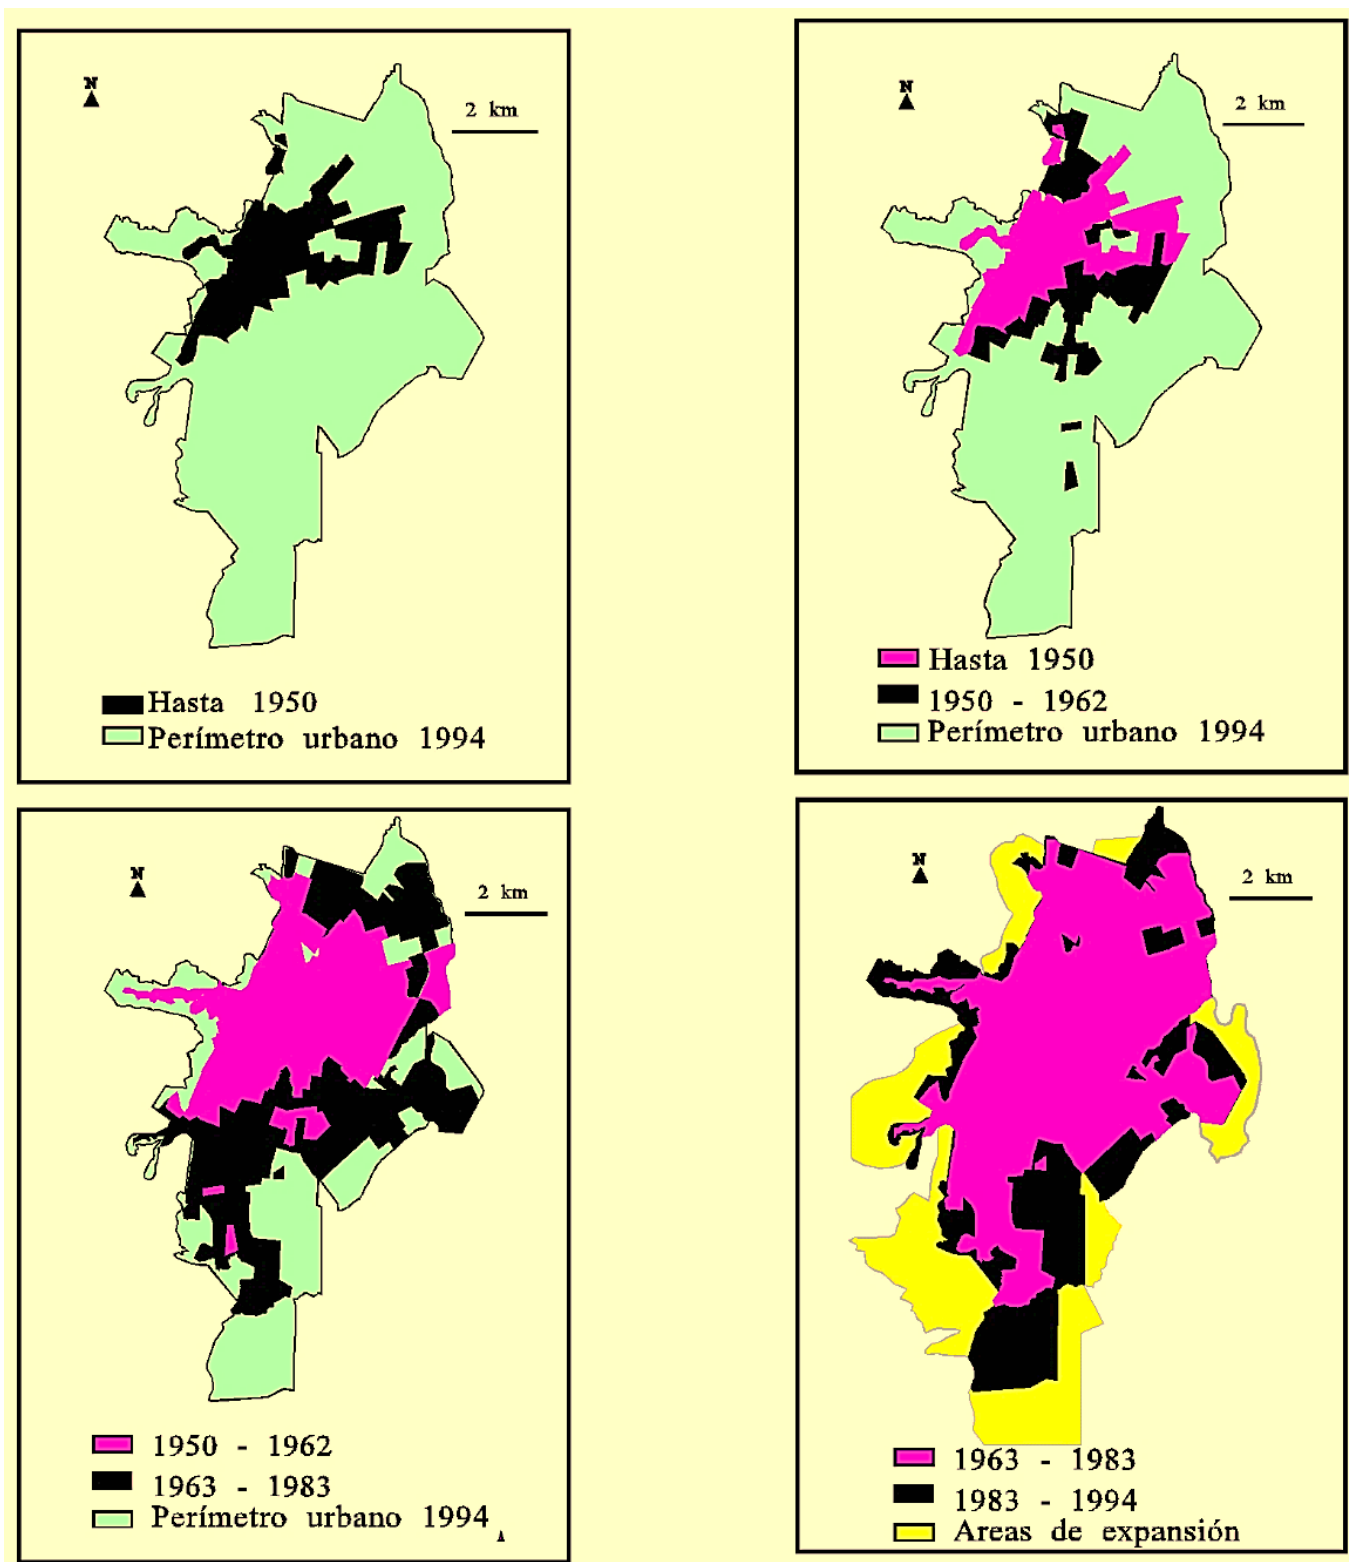 N
2 km
Hasta 1950
Perímetro urbano 1994
N
2 km
Hasta 1950
1950 - 1962
Perímetro urbano 1994
N
2 km
1950 - 1962
1963 - 1983
Perímetro urbano 1994
N
2 km
1963 - 1983
1983 - 1994
Areas de expansión